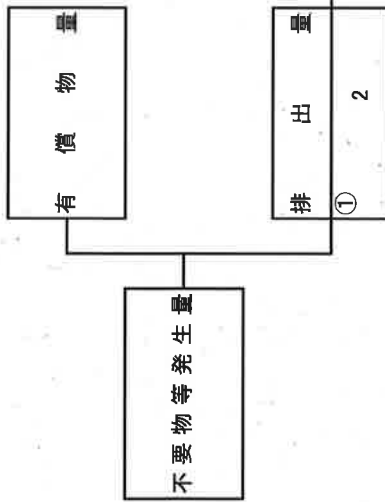 有償物量
不要物等発生量
排出量
①
2